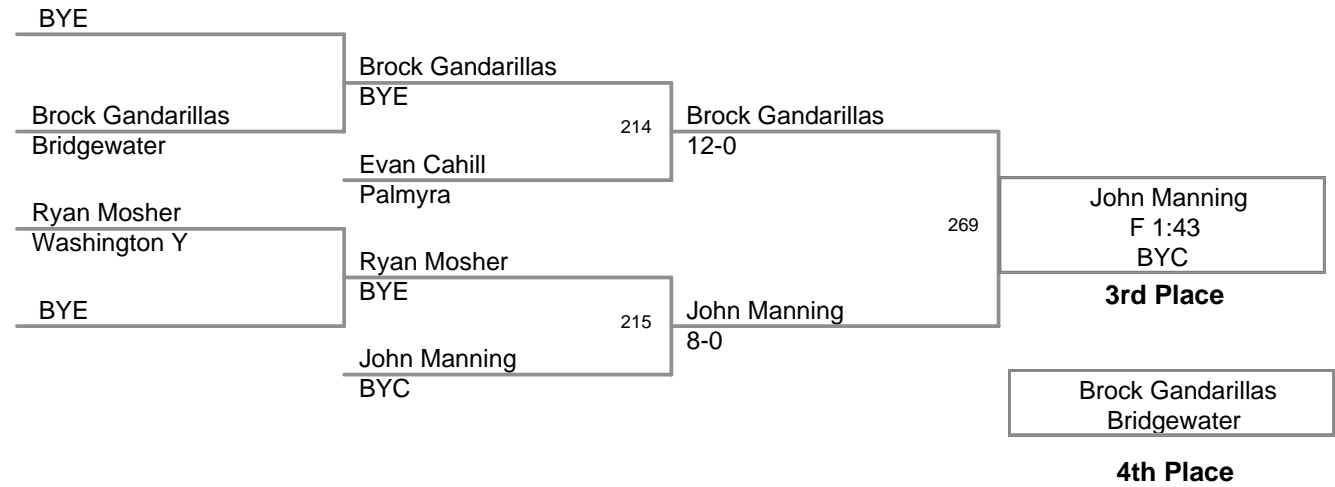 BYE
Brock Gandarillas
Bridgewater
Ryan Mosher
Washington Y
BYE
Brock Gandarillas
BYE
Evan Cahill
Palmyra
Ryan Mosher
BYE
John Manning
BYC
214
215
Brock Gandarillas
12-0
John Manning
8-0
269
John Manning
F 1:43
BYC
3rd Place
Brock Gandarillas
Bridgewater
4th Place